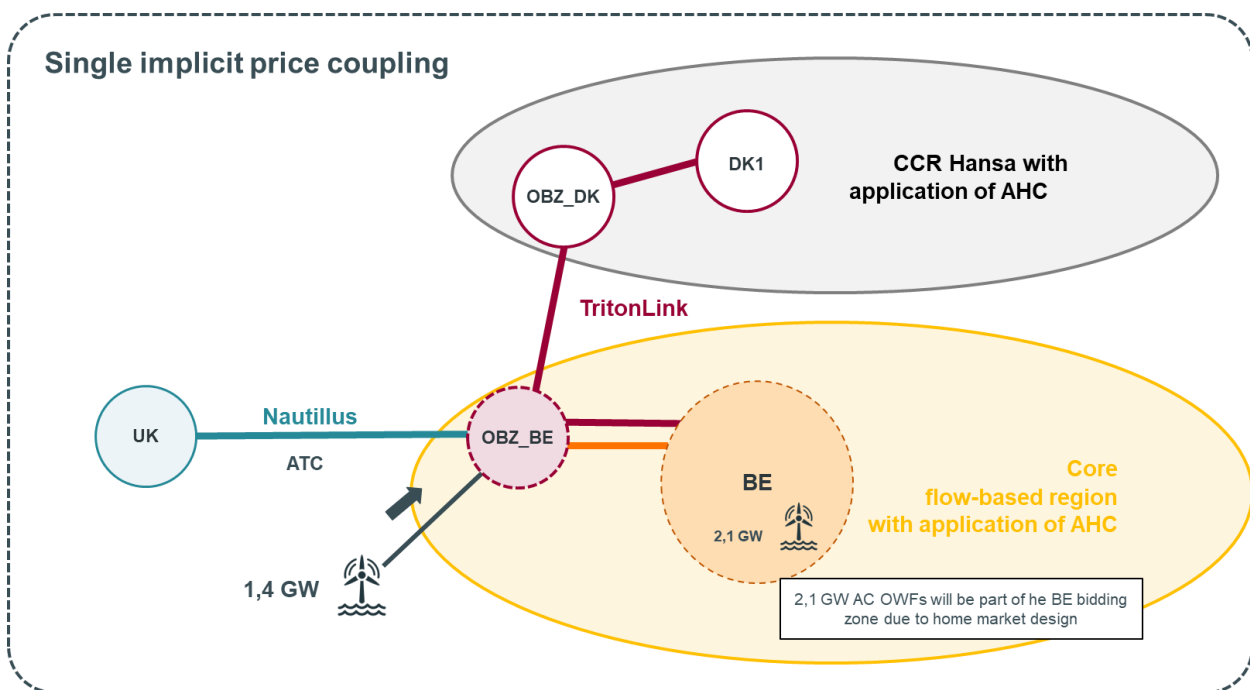 Single implicit price coupling
DK1
OBZ_DK
CCR Hansa with
application of AHC
TritonLink
UK
Nautillus
ATC
OBZ_BE
BE
2,1 GW
Core
flow-based region
with application of AHC
1,4 GW
2,1 GW AC OWFs will be part of he BE bidding
zone due to home market design